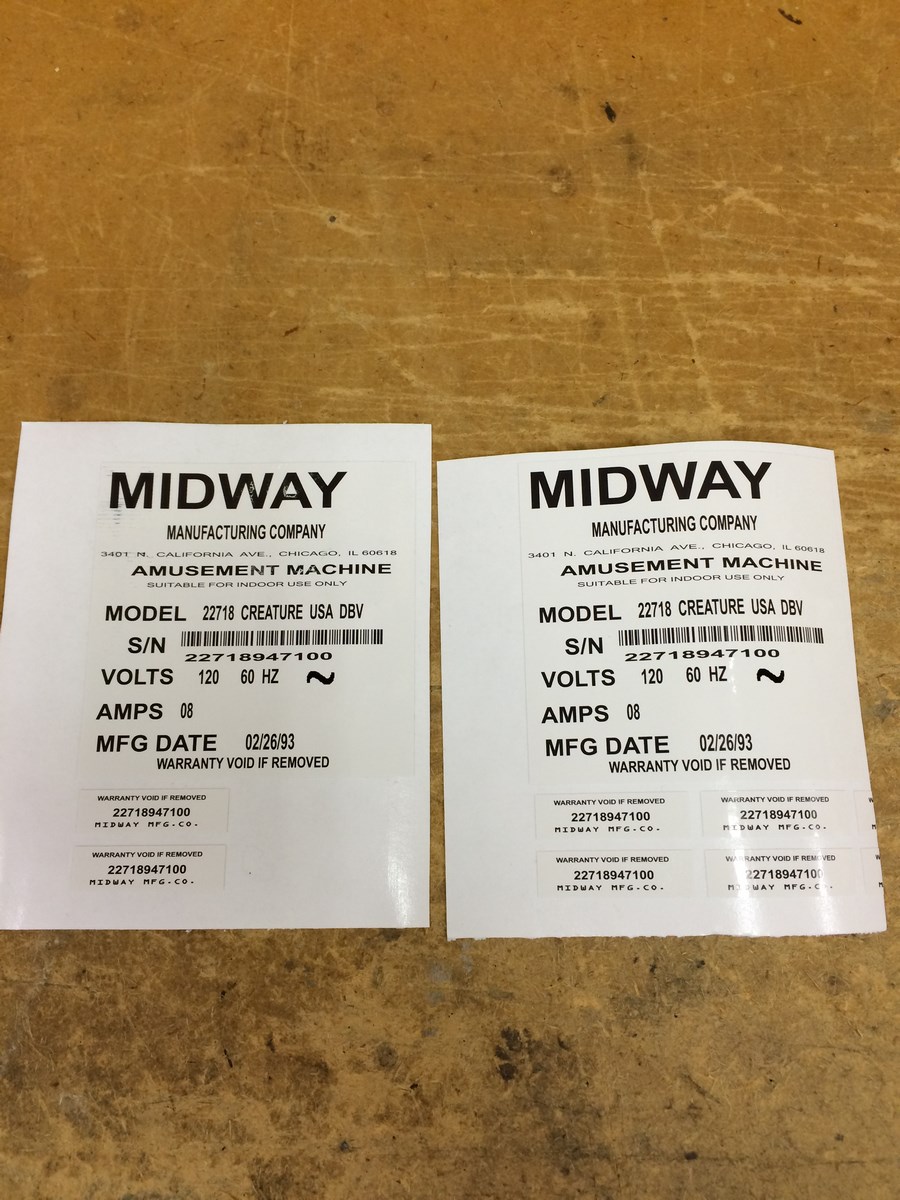 MIDWAY
MANUFACTURING COMPANY
3401 N. CALIFORNIA AVE., CHICAGO, IL 60618
AMUSEMENT MACHINE
SUITABLE FOR INDOOR USE ONLY
MODEL 22718 CREATURE USA DBV
S/N
22718947100
VOLTS 120 60 HZ ~
AMPS 08
MFG DATE 02/26/93
WARRANTY VOID IF REMOVED
WARRANTY VOID IF REMOVED
22718947100
MIDWAY MFG.CO.
WARRANTY VOID IF REMOVED
22718947100
MIDWAY MFG.CO.
MIDWAY
MANUFACTURING COMPANY
3401 N. CALIFORNIA AVE., CHICAGO, IL 60618
AMUSEMENT MACHINE
SUITABLE FOR INDOOR USE ONLY
MODEL 22718 CREATURE USA DBV
S/N
22718947100
VOLTS 120 60 HZ ~
AMPS 08
MFG DATE 02/26/93
WARRANTY VOID IF REMOVED
WARRANTY VOID IF REMOVED
22718947100
MIDWAY MFG.CO.
WARRANTY VOID IF REMOVED
22718947100
MIDWAY MFG.CO.
WARRANTY VOID IF REMOVED
22718947100
MIDWAY MFG.CO.
WARRANTY VOID IF REMOVED
22718947100
MIDWAY MFG.CO.